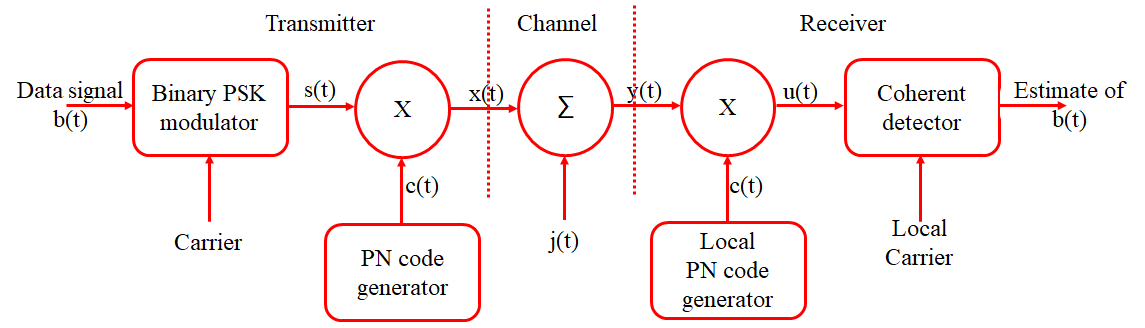 Transmitter
Channel
Receiver
Data signal
b(t)
Binary PSK
modulator
s(t)
X
x(t)
Σ
y(t)
X
u(t)
Coherent
detector
Estimate of
b(t)
c(t)
c(t)
Carrier
PN code
generator
j(t)
Local
PN code
generator
Local
Carrier